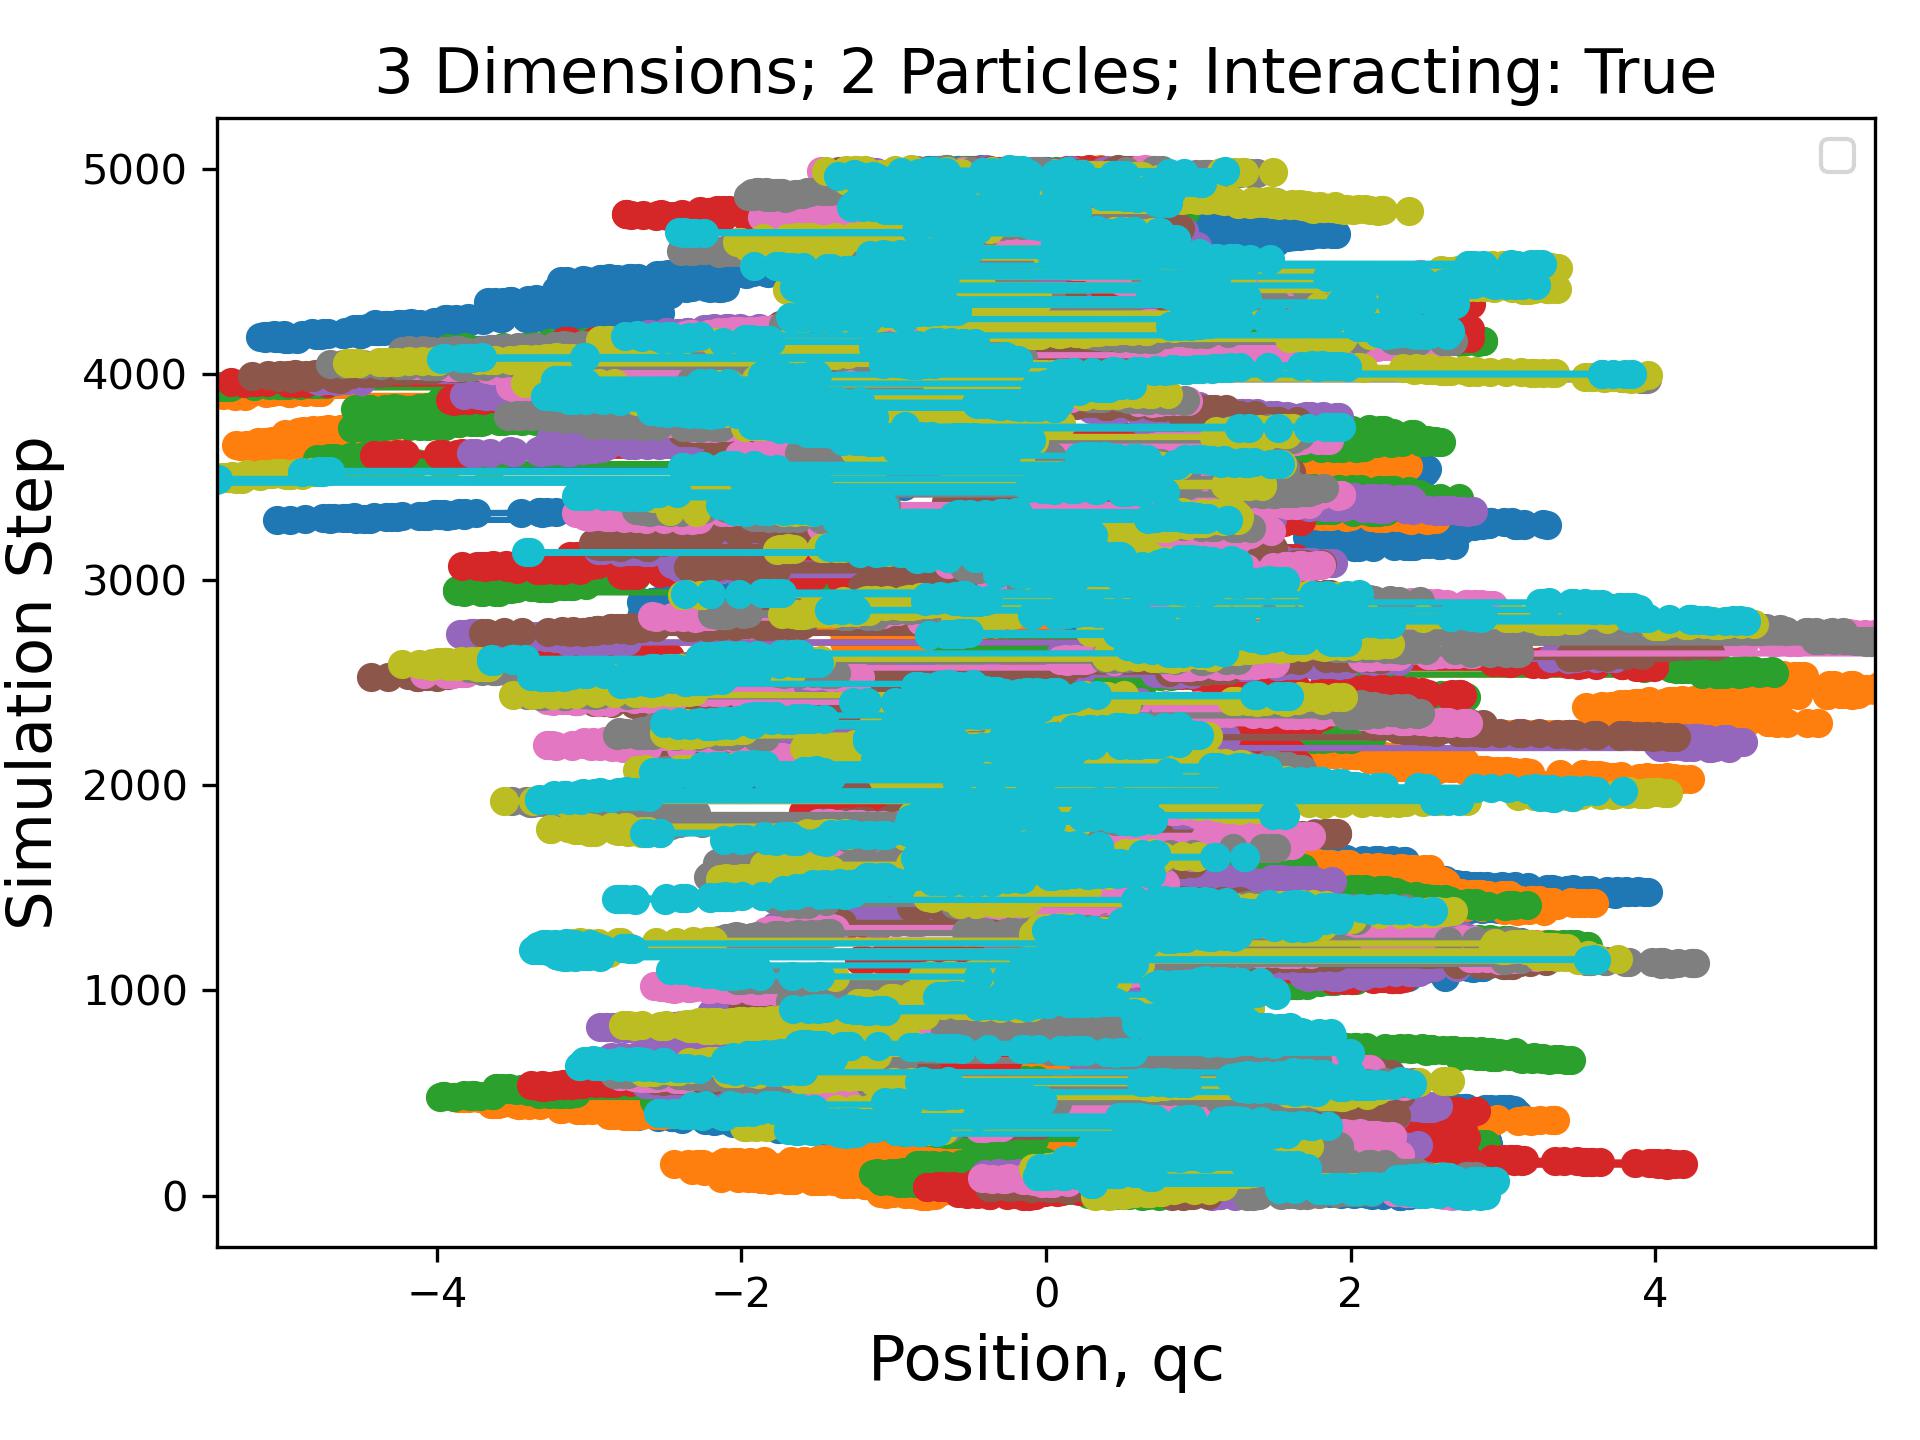 3 Dimensions; 2 Particles; Interacting: True
Simulation Step
5000
4000
3000
2000
1000
0
−4 −2 0 2 4
Position, qc